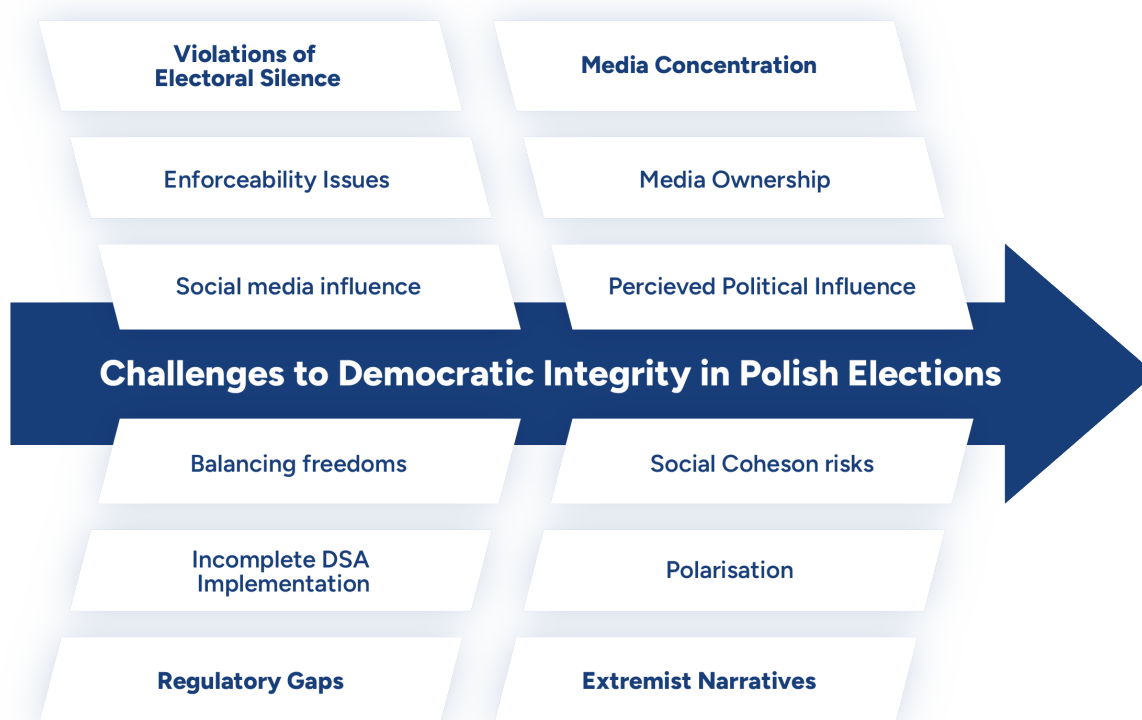 Violations of
Electoral Silence
Media Concentration
Enforceability Issues
Media Ownership
Social media influence
Percieved Political Influence
Challenges to Democratic Integrity in Polish Elections
Balancing freedoms
Social Coheson risks
Incomplete DSA
Implementation
Polarisation
Regulatory Gaps
Extremist Narratives